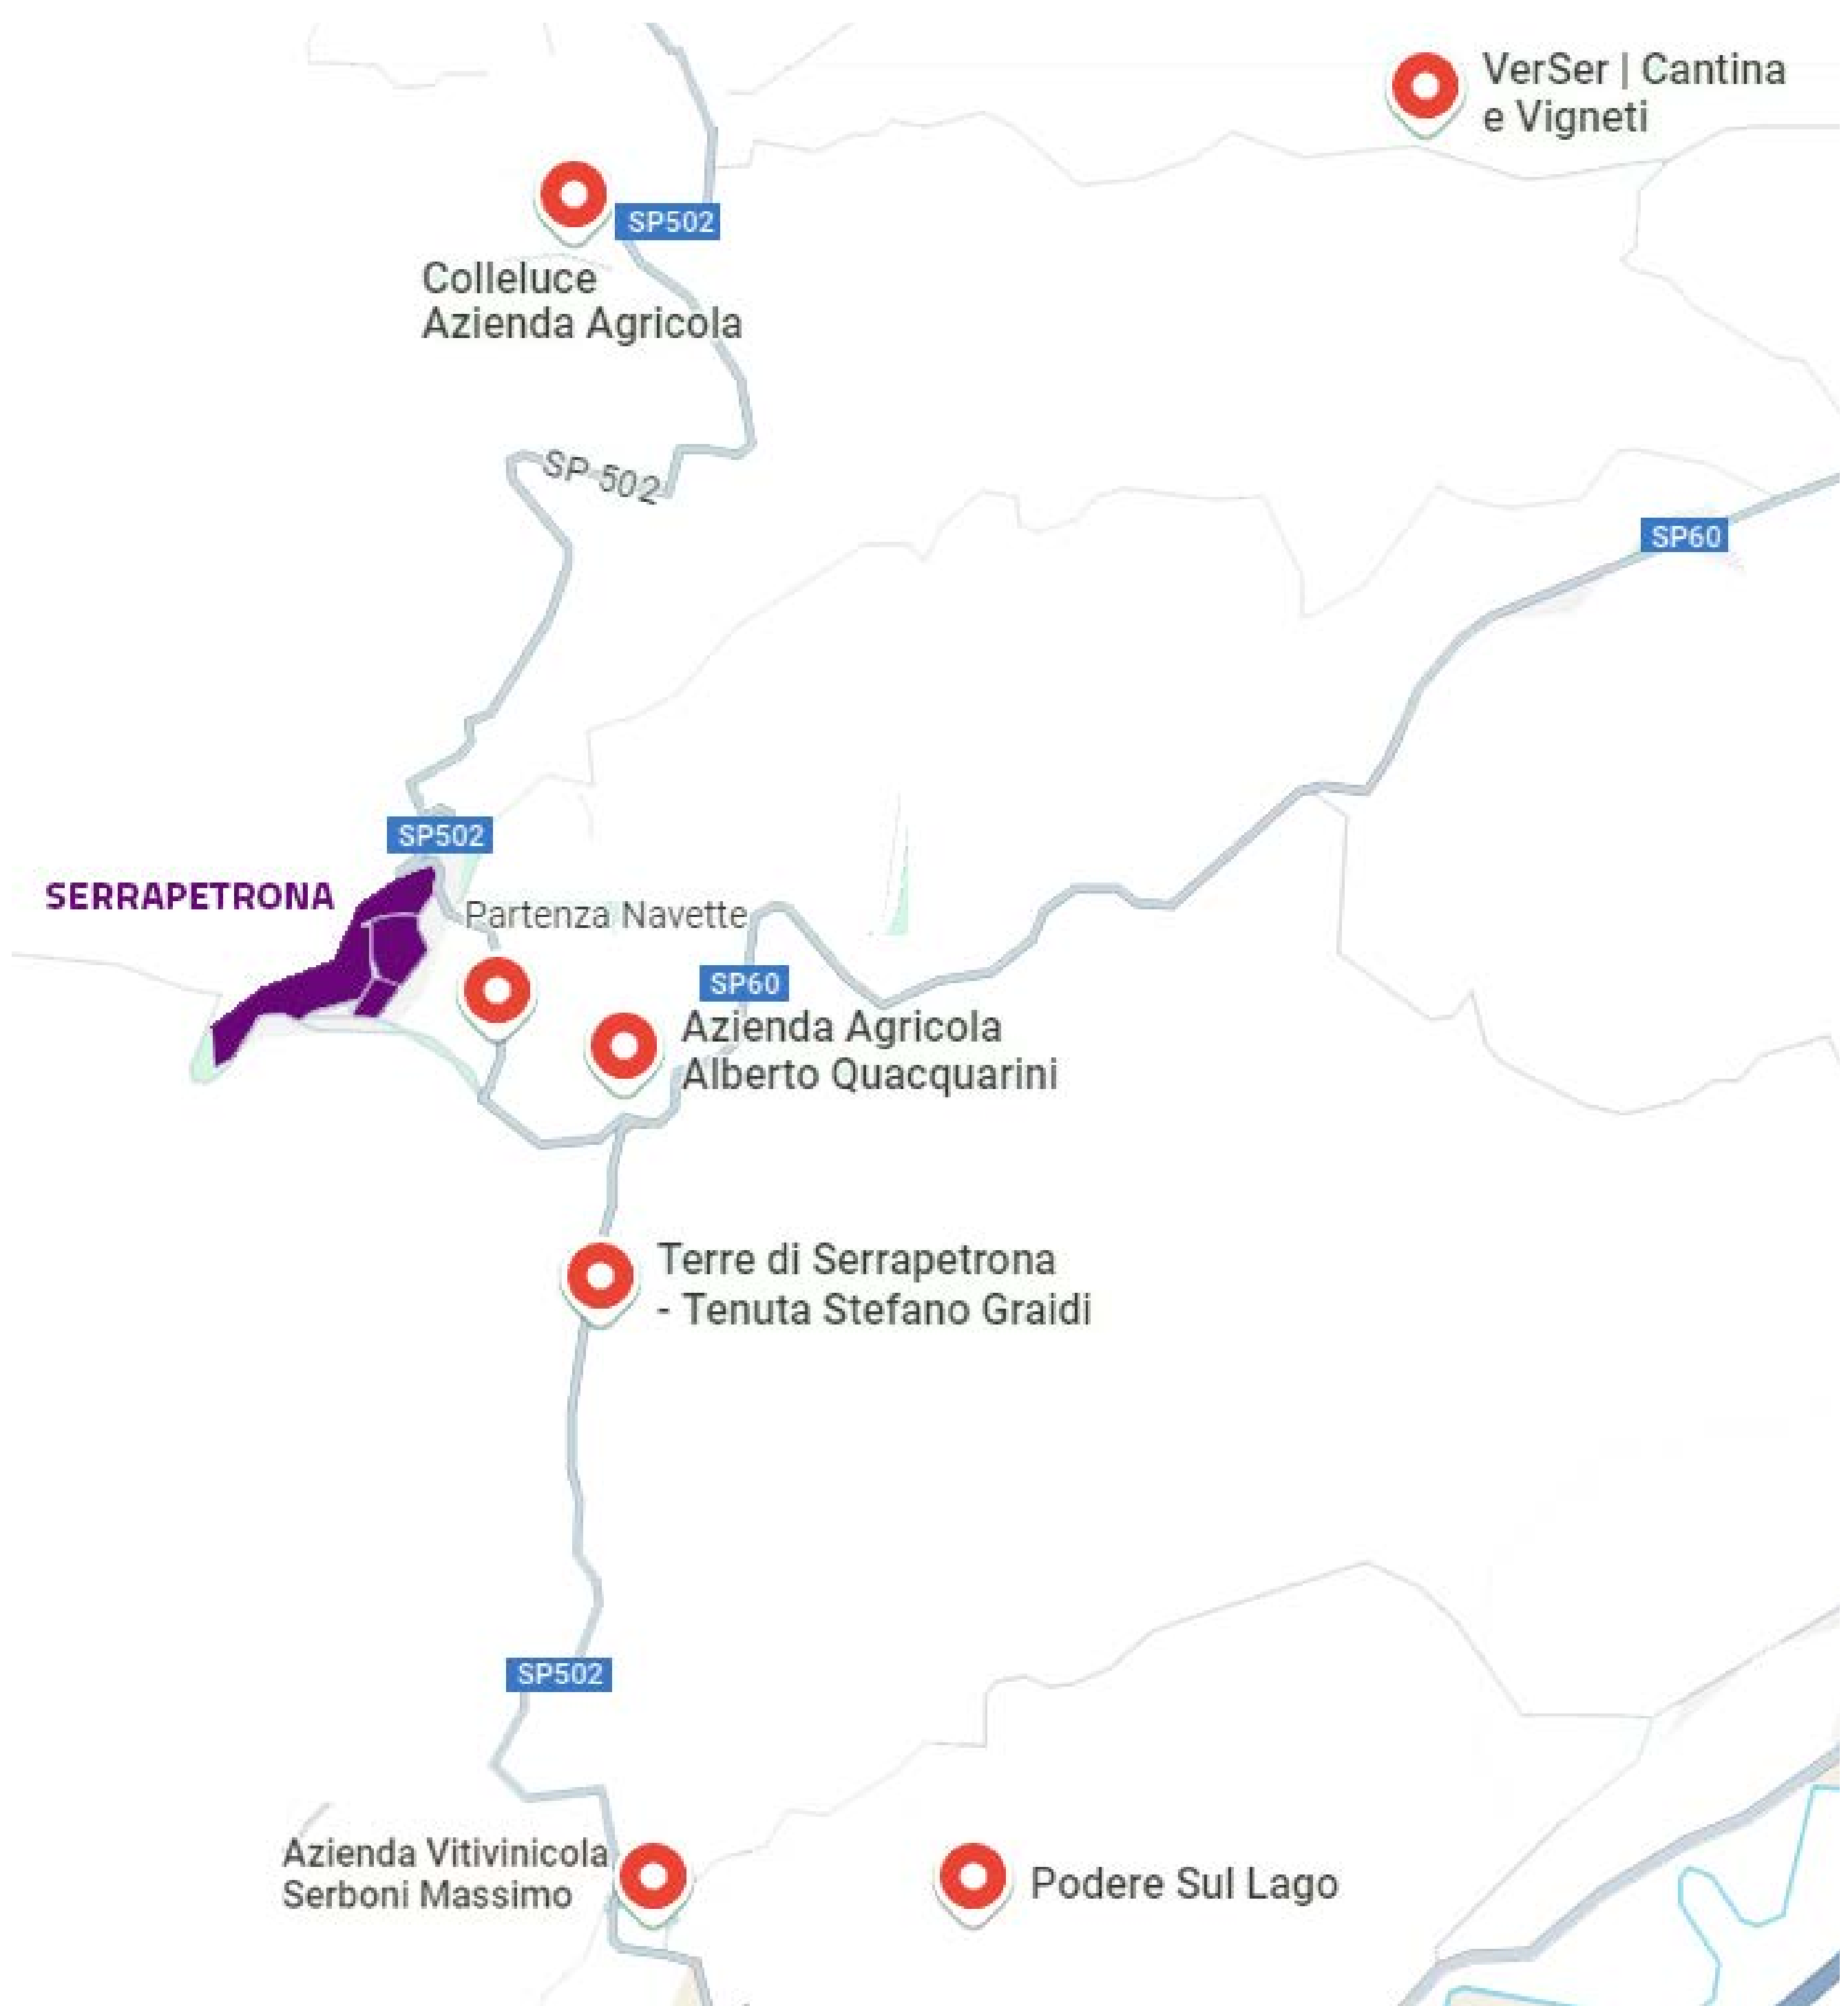 VerSer | Cantina
e Vigneti
SP502
Colleluce
Azienda Agricola
SP 502
SP60
SP502
SERRAPETRONA
Partenza Navette
SP60
Azienda Agricola
Alberto Quacquarini
Terre di Serrapetrona
- Tenuta Stefano Graidi
SP502
Azienda Vitivinicola
Serboni Massimo
Podere Sul Lago